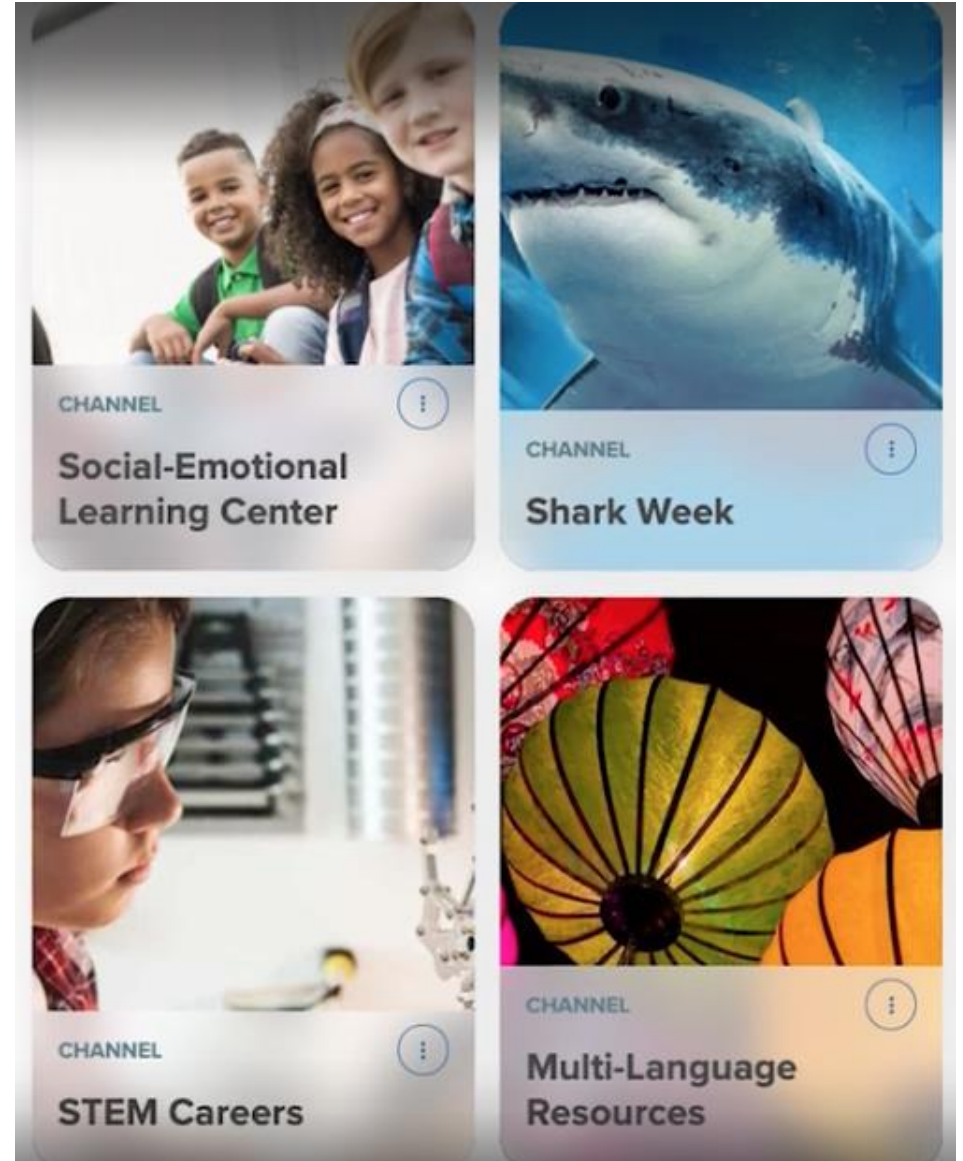 CHANNEL
Social-Emotional
Learning Center
CHANNEL
Shark Week
CHANNEL
STEM Careers
CHANNEL
Multi-Language
Resources